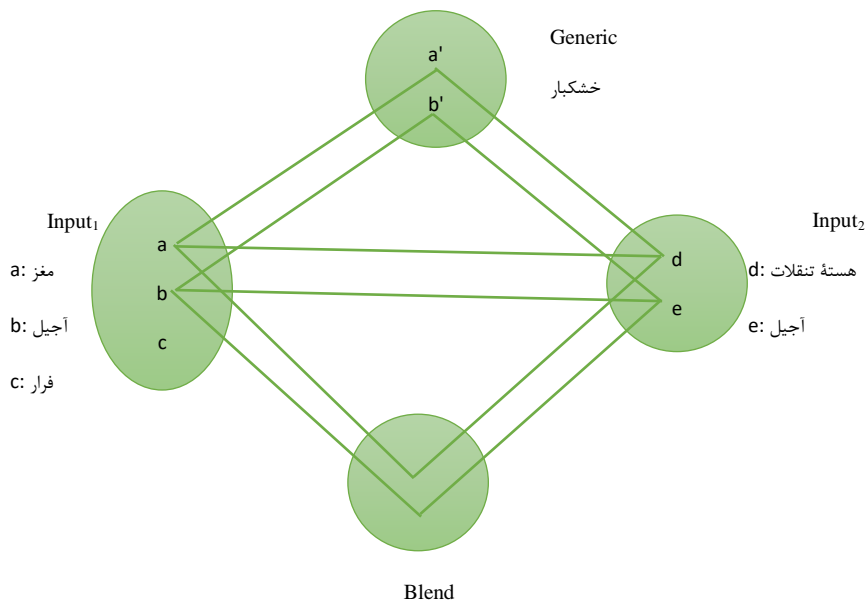 Generic
خشکبار
a'
b'
Input₁
a: مغز
b: آجیل
c: فرار
a
b
c
Input₂
d: هستهٔ تنقلات
e: آجیل
d
e
Blend